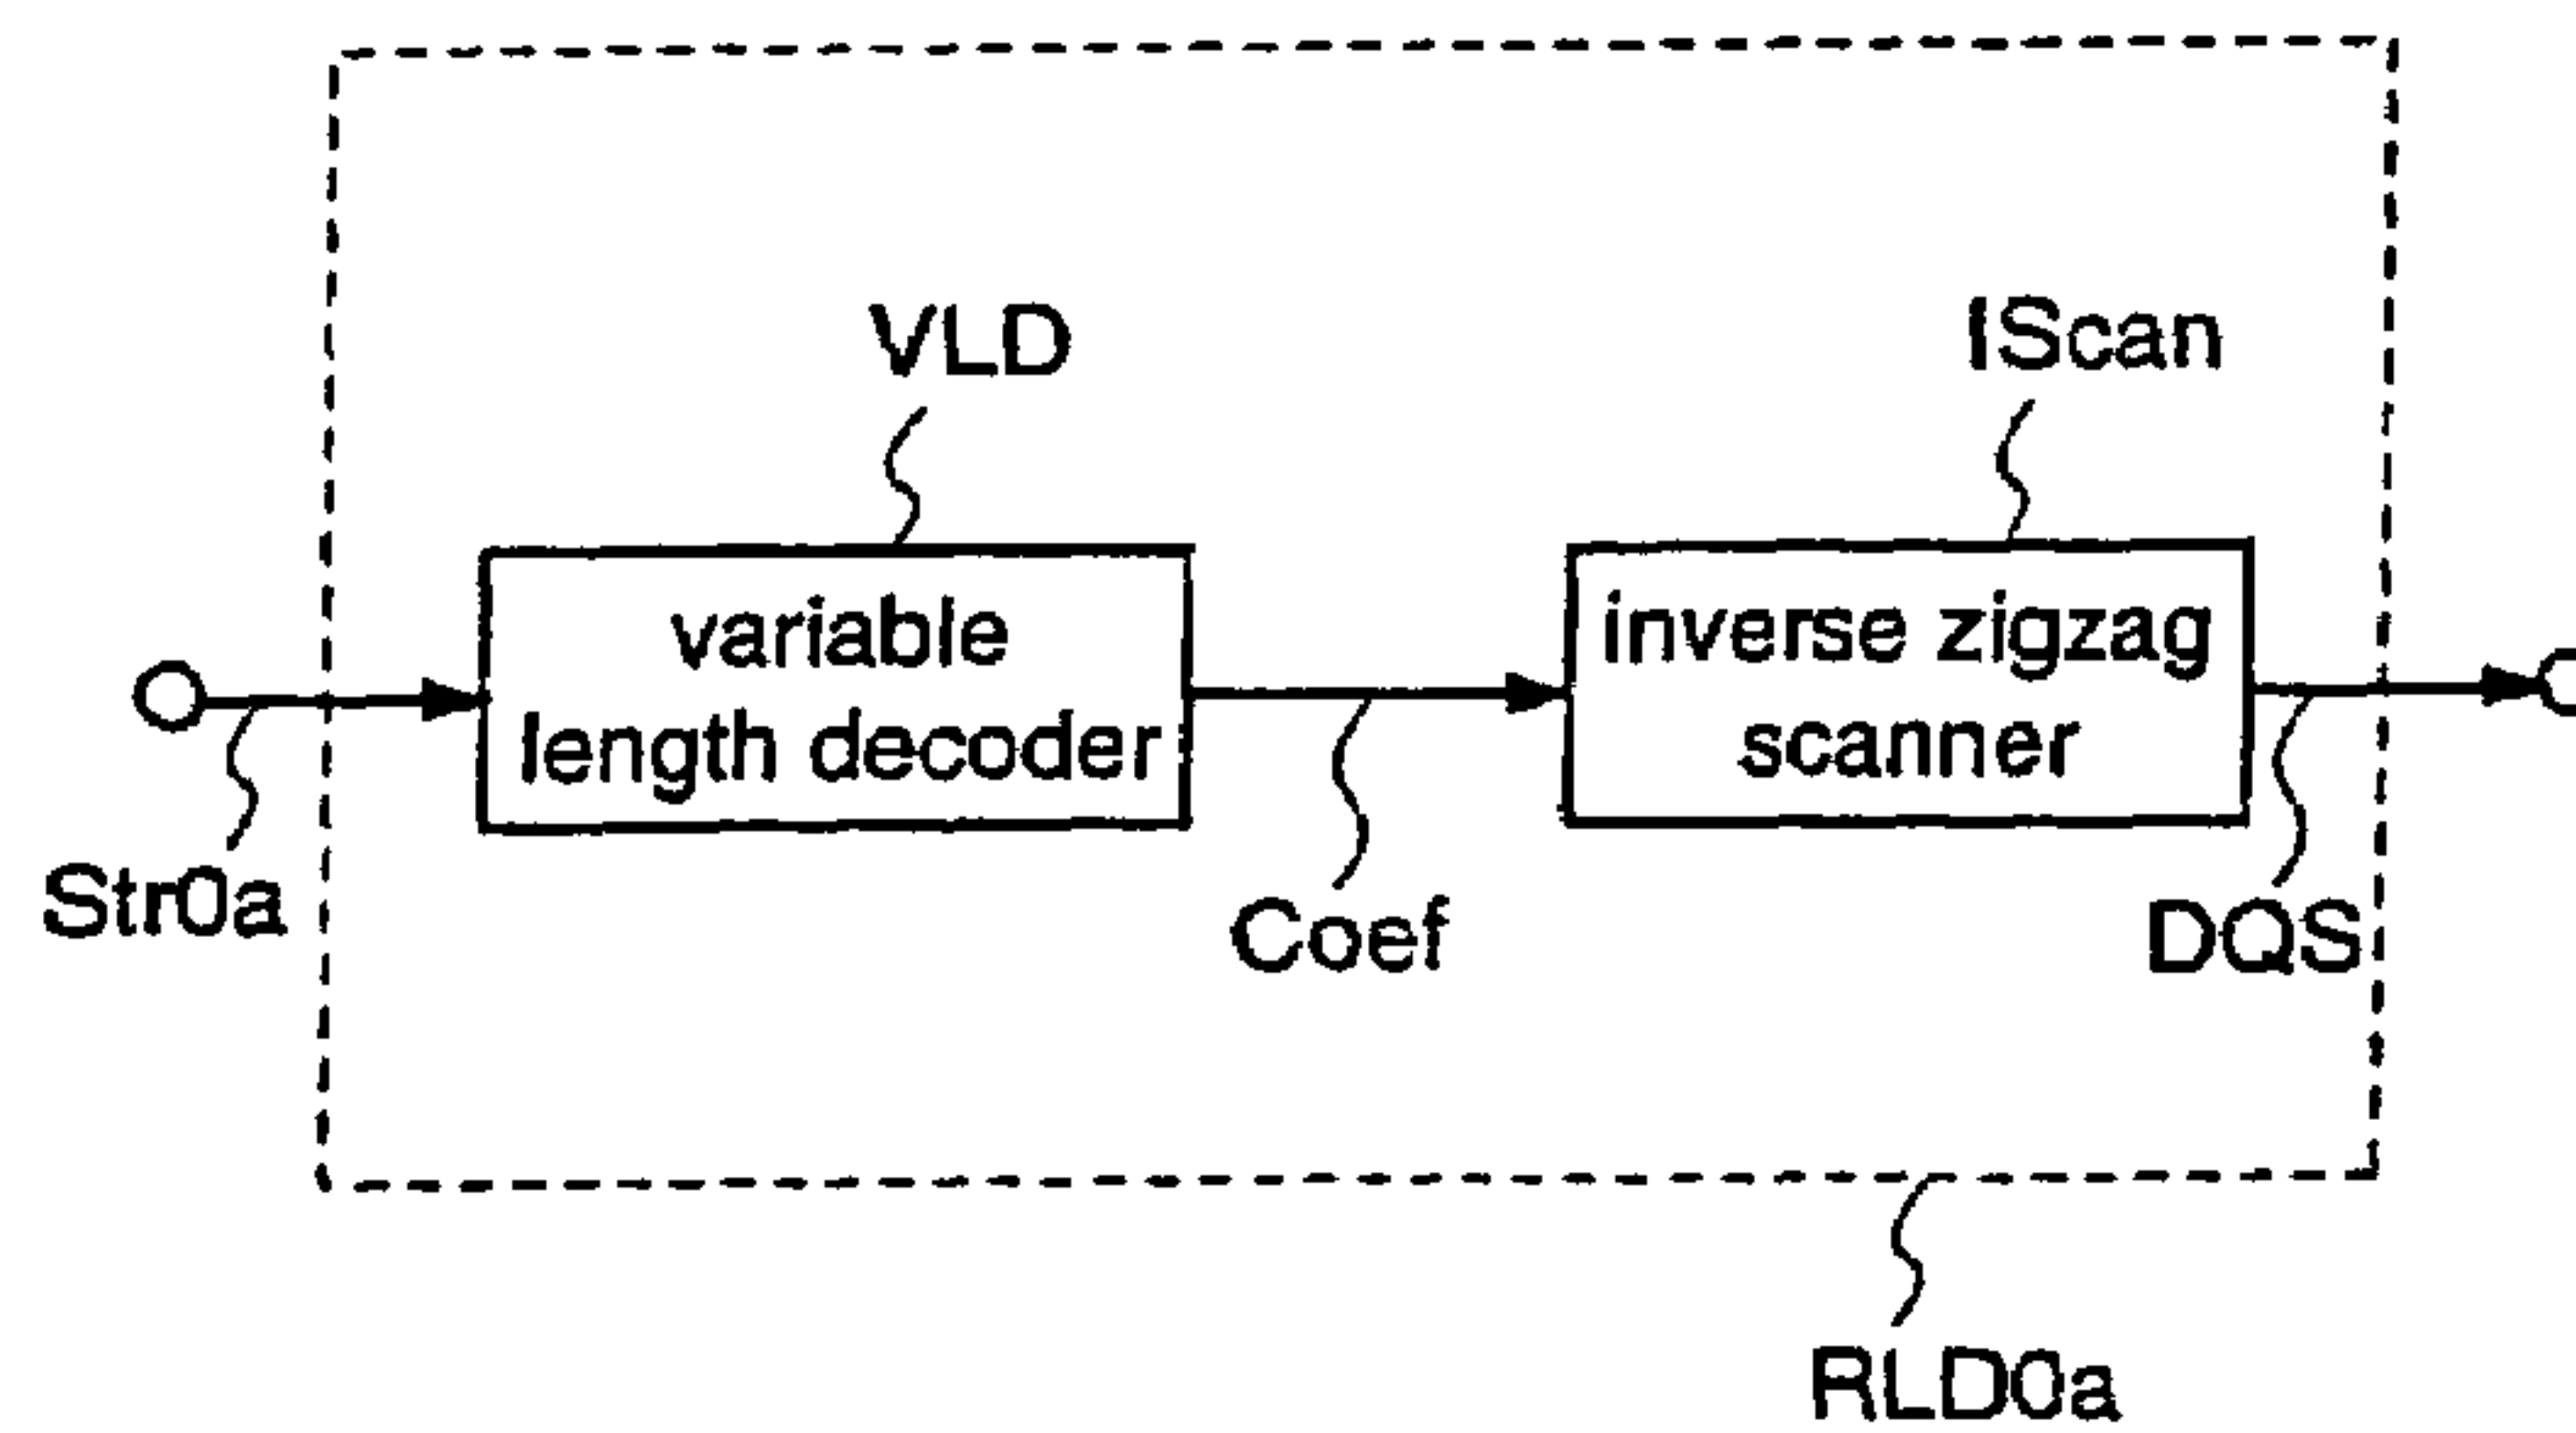 VLD
IScan
variable
length decoder
inverse zigzag
scanner
Str0a
Coef
DQS
RLD0a